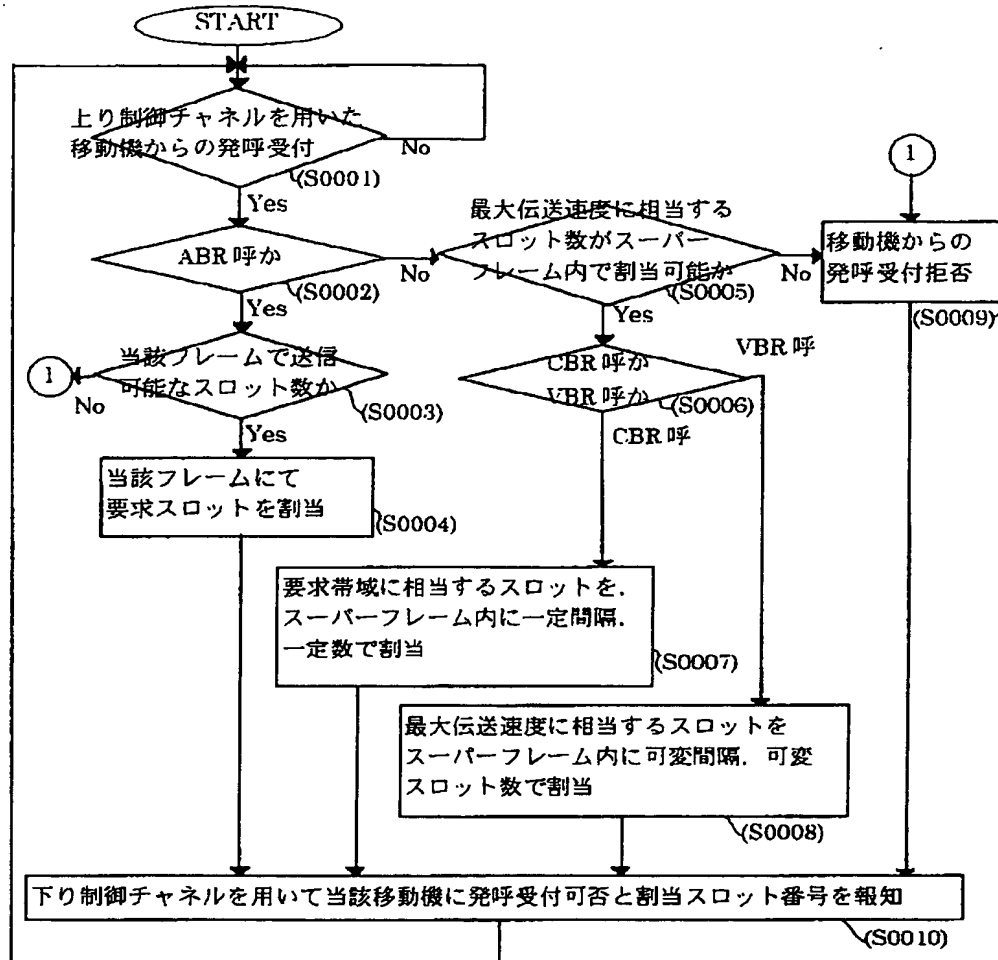 START
上り制御チャネルを用いた
移動機からの発呼受付
No
(S0001)
Yes
ABR呼か
No
(S0002)
Yes
当該フレームで送信
可能なスロット数か
(S0003)
1
No
Yes
当該フレームにて
要求スロットを割当
(S0004)
最大伝送速度に相当する
スロット数がスーパー
フレーム内で割当可能か
(S0005)
No
Yes
1
移動機からの
発呼受付拒否
(S0009)
CBR呼か
VBR呼か
(S0006)
VBR呼
CBR呼
要求帯域に相当するスロットを．
スーパーフレーム内に一定間隔．
一定数で割当
(S0007)
最大伝送速度に相当するスロットを
スーパーフレーム内に可変間隔．可変
スロット数で割当
(S0008)
下り制御チャネルを用いて当該移動機に発呼受付可否と割当スロット番号を報知
(S0010)